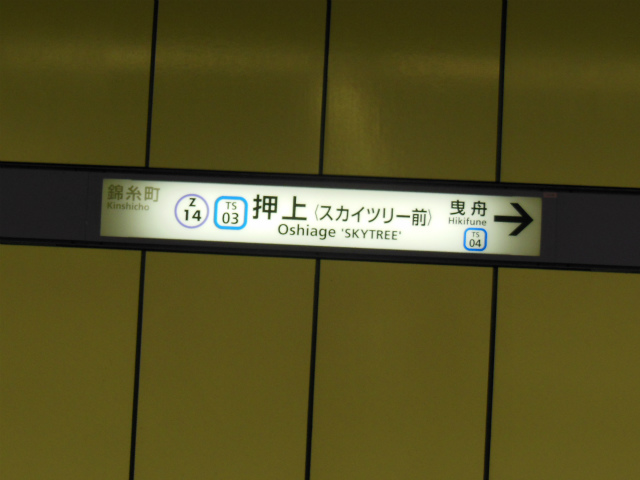 錦糸町
Kinshicho
Z
14
TS
03
押上〈スカイツリー前〉
Oshiage 'SKYTREE'
曳舟
Hikifune
TS
04